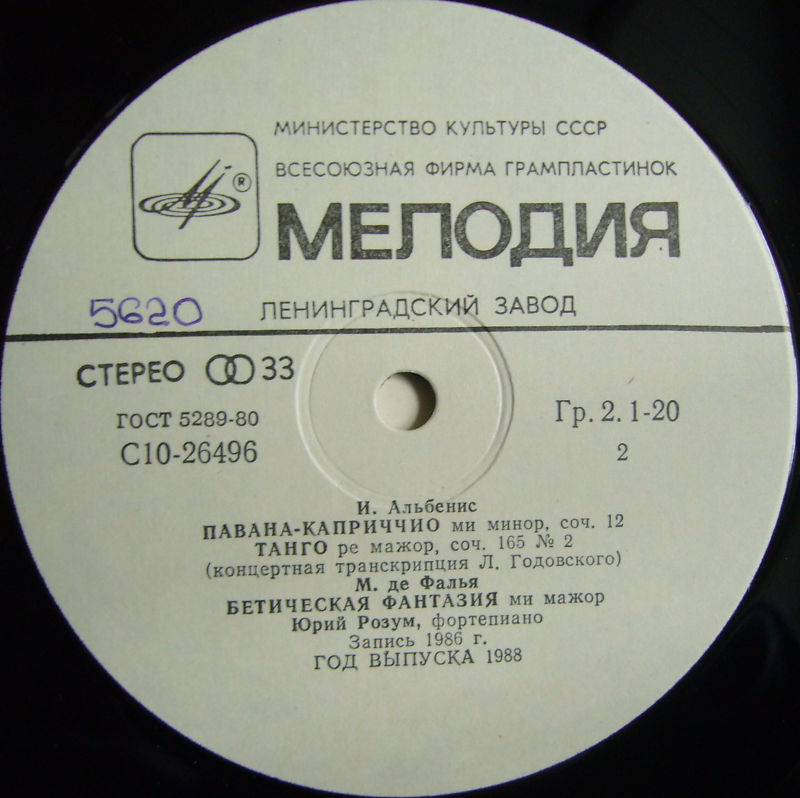 МИНИСТЕРСТВО КУЛЬТУРЫ СССР
ВСЕСОЮЗНАЯ ФИРМА ГРАМПЛАСТИНОК
®
МЕЛОДИЯ
5620
ЛЕНИНГРАДСКИЙ ЗАВОД
СТЕРЕО 33
ГОСТ 5289-80
Гр. 2. 1-20
С10-26496
2
И. Альбенис
ПАВАНА-КАПРИЧЧИО ми минор, соч. 12
ТАНГО ре мажор, соч. 165 № 2
(концертная транскрипция Л. Годовского)
М. де Фалья
БЕТИЧЕСКАЯ ФАНТАЗИЯ ми мажор
Юрий Розум, фортепиано
Запись 1986 г.
ГОД ВЫПУСКА 1988